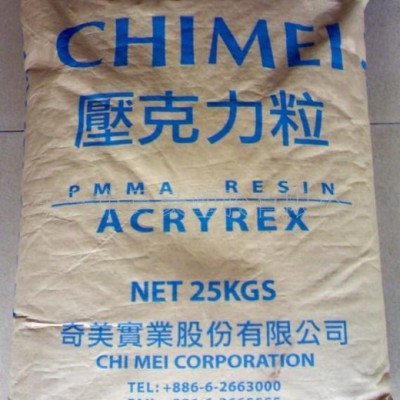 CHIMEI
壓克力粒
PMMA RESIN
ACRYREX
NET 25KGS
奇美實業股份有限公司
CHI MEI CORPORATION
TEL: +886-6-2663000